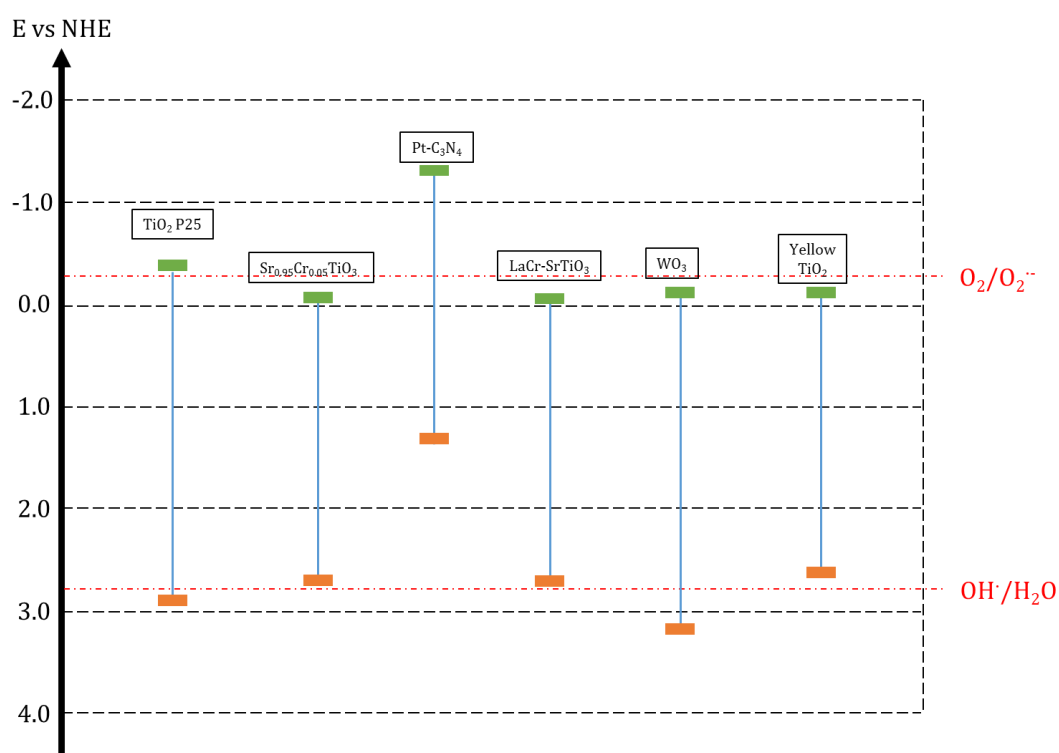 E vs NHE
-2.0
Pt-C₃N₄
-1.0
TiO₂ P25
Yellow
TiO₂
Sr₀.₉₅Cr₀.₀₅TiO₃
LaCr-SrTiO₃
WO₃
O₂/O₂˙⁻
0.0
1.0
2.0
OH˙/H₂O
3.0
4.0